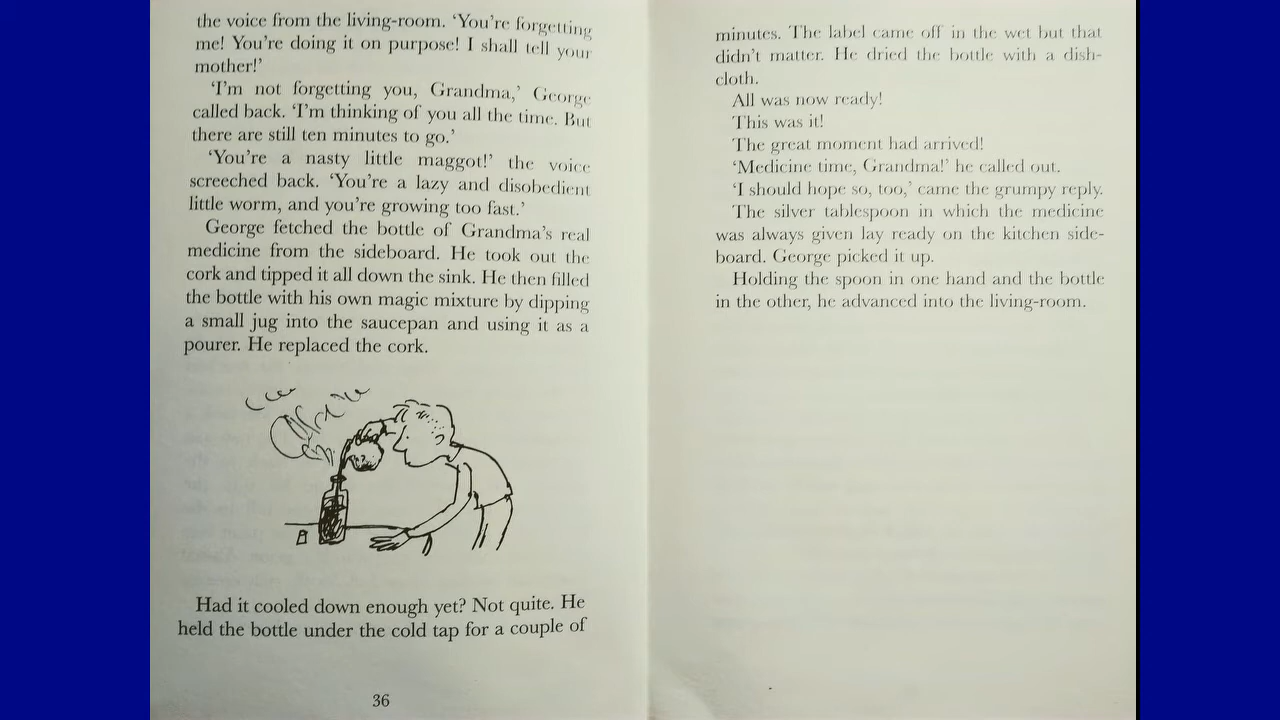 the voice from the living-room. ‘You’re forgetting
me! You’re doing it on purpose! I shall tell your
mother!’
‘I’m not forgetting you, Grandma,’ George
called back. ‘I’m thinking of you all the time. But
there are still ten minutes to go.’
‘You’re a nasty little maggot!’ the voice
screeched back. ‘You’re a lazy and disobedient
little worm, and you’re growing too fast.’
George fetched the bottle of Grandma’s real
medicine from the sideboard. He took out the
cork and tipped it all down the sink. He then filled
the bottle with his own magic mixture by dipping
a small jug into the saucepan and using it as a
pourer. He replaced the cork.
Had it cooled down enough yet? Not quite. He
held the bottle under the cold tap for a couple of
36
minutes. The label came off in the wet but that
didn’t matter. He dried the bottle with a dish-
cloth.
All was now ready!
This was it!
The great moment had arrived!
‘Medicine time, Grandma!’ he called out.
‘I should hope so, too,’ came the grumpy reply.
The silver tablespoon in which the medicine
was always given lay ready on the kitchen side-
board. George picked it up.
Holding the spoon in one hand and the bottle
in the other, he advanced into the living-room.